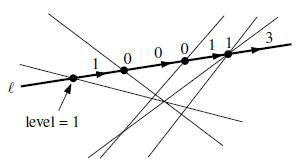 1 0 0 0 1 1 3
ℓ
level = 1